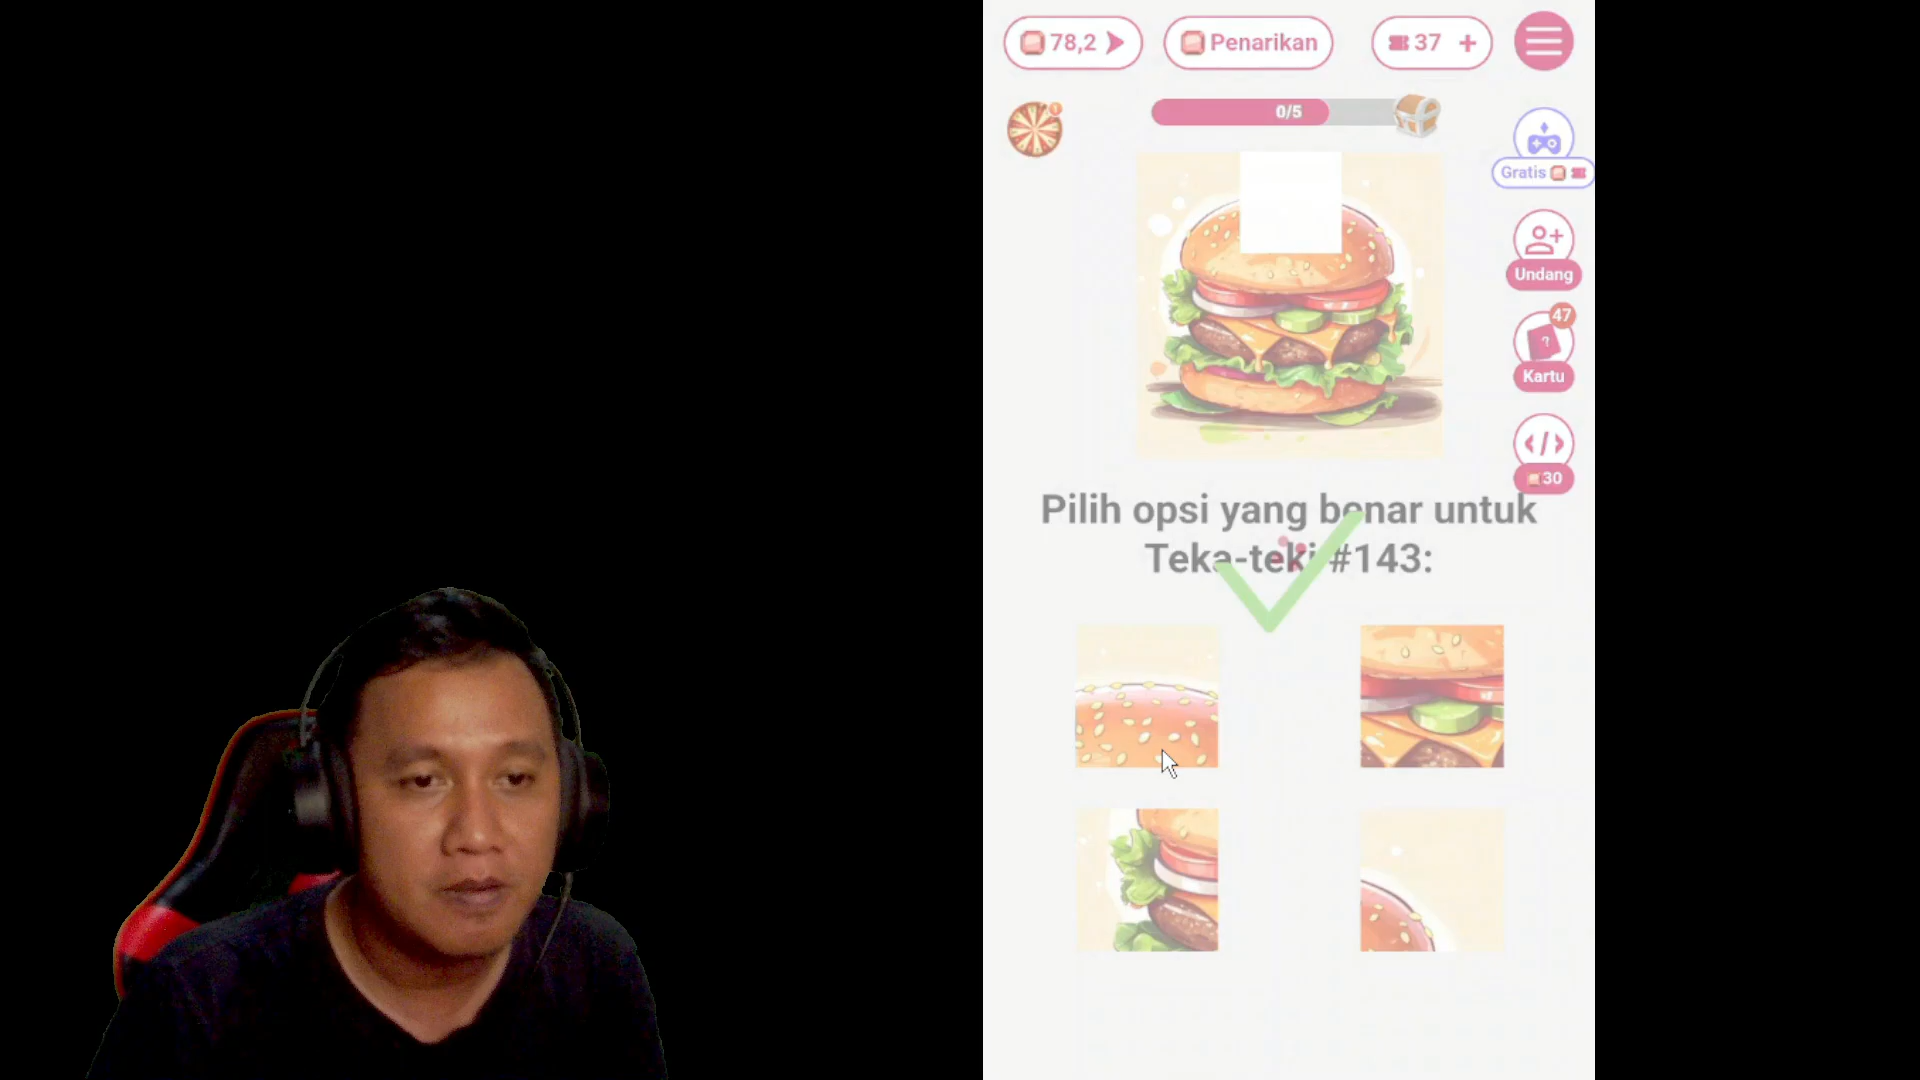 78,2
Penarikan
37 +
0/5
Gratis
Undang
47
?
Kartu
</>
30
Pilih opsi yang benar untuk
Teka-teki #143: